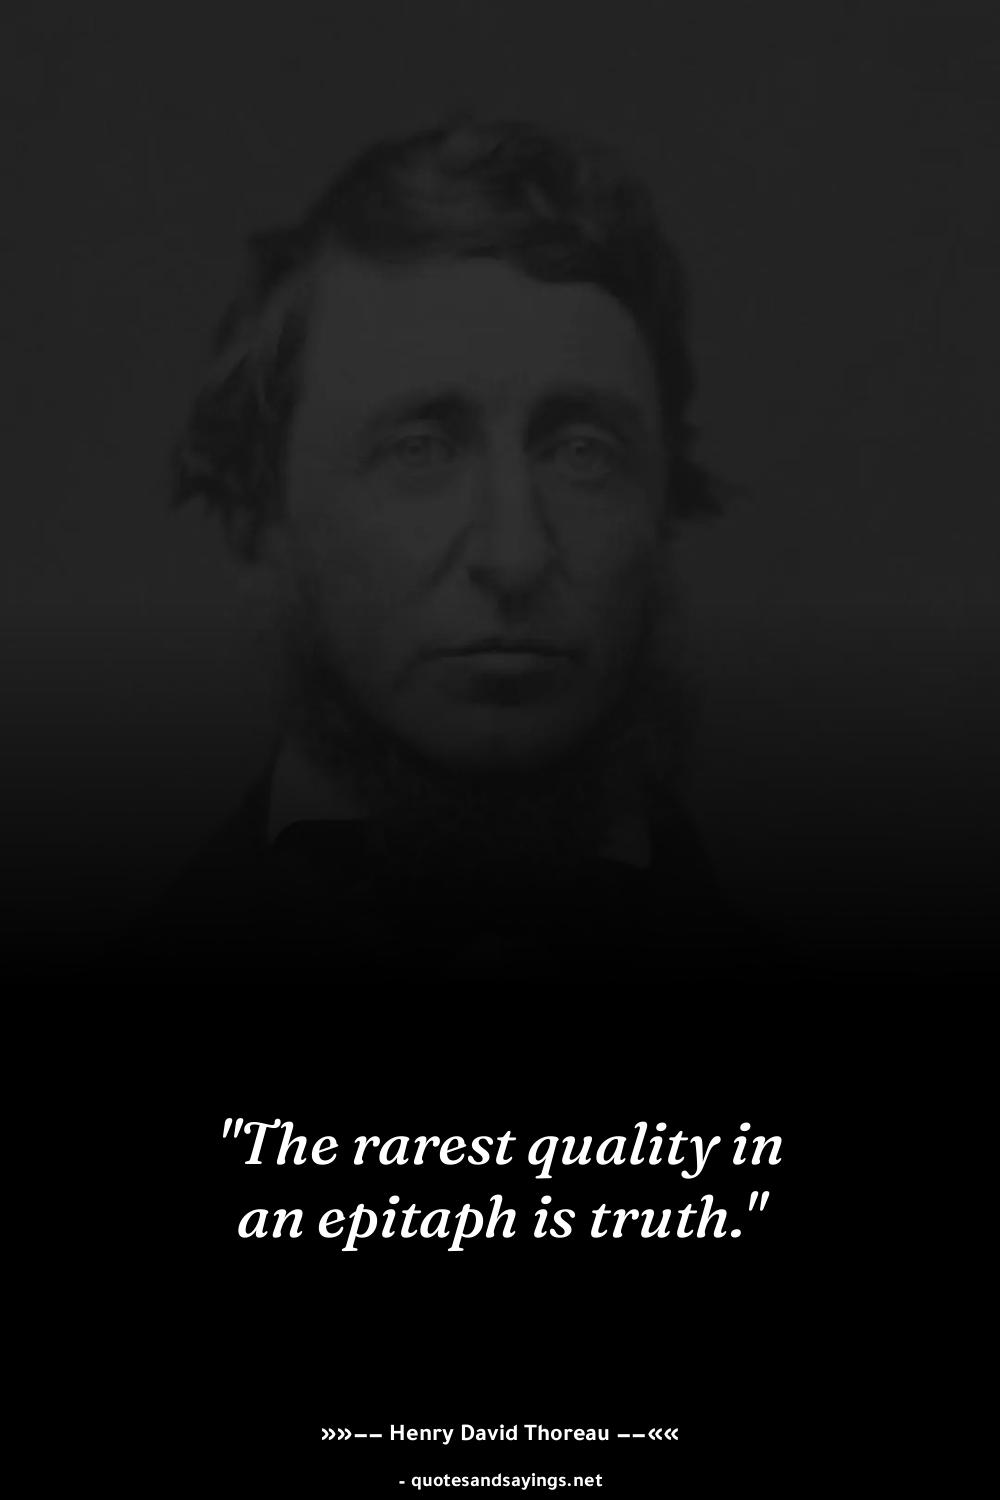 "The rarest quality in
an epitaph is truth."
»»—— Henry David Thoreau ——««
- quotesandsayings.net